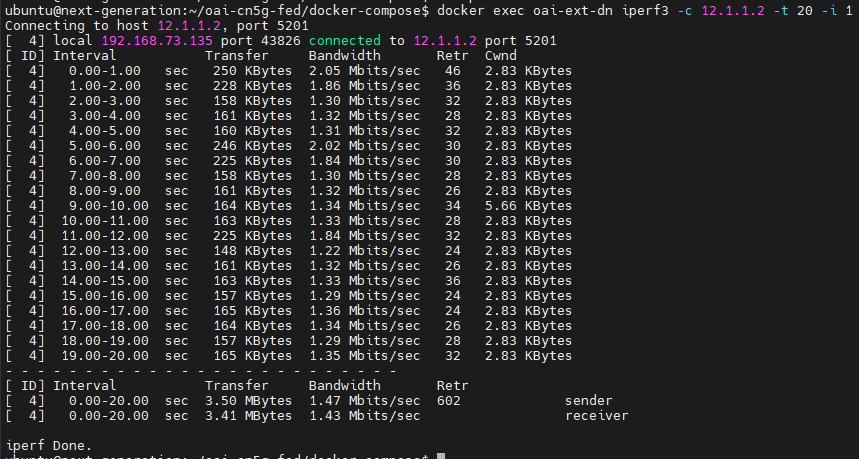 ubuntu@next-generation:~/oai-cn5g-fed/docker-compose$ docker exec oai-ext-dn iperf3 -c 12.1.1.2 -t 20 -i 1
Connecting to host 12.1.1.2, port 5201
[  4] local 192.168.73.135 port 43826 connected to 12.1.1.2 port 5201
[ ID] Interval           Transfer     Bandwidth       Retr  Cwnd
[  4]   0.00-1.00   sec   250 KBytes  2.05 Mbits/sec   46   2.83 KBytes
[  4]   1.00-2.00   sec   228 KBytes  1.86 Mbits/sec   36   2.83 KBytes
[  4]   2.00-3.00   sec   158 KBytes  1.30 Mbits/sec   32   2.83 KBytes
[  4]   3.00-4.00   sec   161 KBytes  1.32 Mbits/sec   28   2.83 KBytes
[  4]   4.00-5.00   sec   160 KBytes  1.31 Mbits/sec   32   2.83 KBytes
[  4]   5.00-6.00   sec   246 KBytes  2.02 Mbits/sec   30   2.83 KBytes
[  4]   6.00-7.00   sec   225 KBytes  1.84 Mbits/sec   30   2.83 KBytes
[  4]   7.00-8.00   sec   158 KBytes  1.30 Mbits/sec   28   2.83 KBytes
[  4]   8.00-9.00   sec   161 KBytes  1.32 Mbits/sec   26   2.83 KBytes
[  4]   9.00-10.00  sec   164 KBytes  1.34 Mbits/sec   34   5.66 KBytes
[  4]  10.00-11.00  sec   163 KBytes  1.33 Mbits/sec   28   2.83 KBytes
[  4]  11.00-12.00  sec   225 KBytes  1.84 Mbits/sec   32   2.83 KBytes
[  4]  12.00-13.00  sec   148 KBytes  1.22 Mbits/sec   24   2.83 KBytes
[  4]  13.00-14.00  sec   161 KBytes  1.32 Mbits/sec   26   2.83 KBytes
[  4]  14.00-15.00  sec   163 KBytes  1.33 Mbits/sec   36   2.83 KBytes
[  4]  15.00-16.00  sec   157 KBytes  1.29 Mbits/sec   24   2.83 KBytes
[  4]  16.00-17.00  sec   165 KBytes  1.36 Mbits/sec   24   2.83 KBytes
[  4]  17.00-18.00  sec   164 KBytes  1.34 Mbits/sec   26   2.83 KBytes
[  4]  18.00-19.00  sec   157 KBytes  1.29 Mbits/sec   28   2.83 KBytes
[  4]  19.00-20.00  sec   165 KBytes  1.35 Mbits/sec   32   2.83 KBytes
- - - - - - - - - - - - - - - - - - - - - - - - -
[ ID] Interval           Transfer     Bandwidth       Retr
[  4]   0.00-20.00  sec  3.50 MBytes  1.47 Mbits/sec  602             sender
[  4]   0.00-20.00  sec  3.41 MBytes  1.43 Mbits/sec                  receiver
iperf Done.
ubuntu@next-generation:~/oai-cn5g-fed/docker-compose$